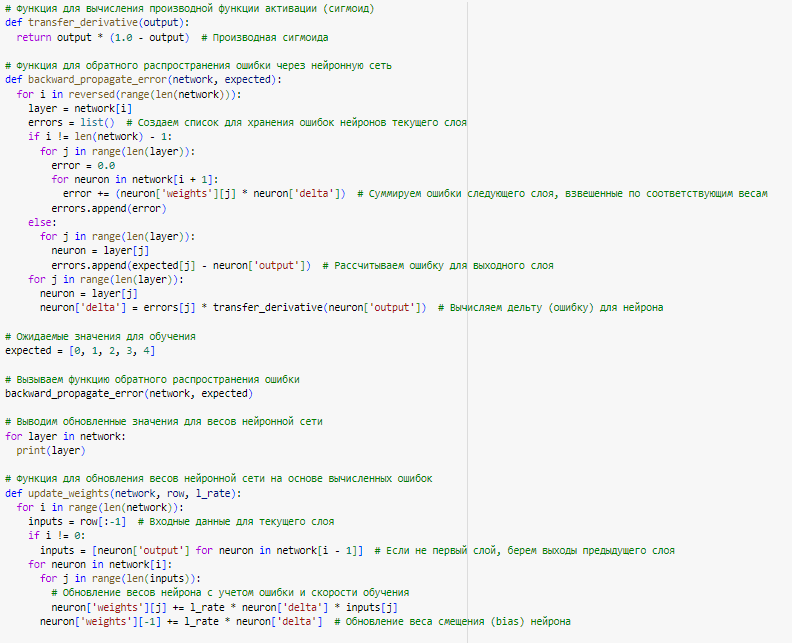 # Функция для вычисления производной функции активации (сигмоид)
def transfer_derivative(output):
  return output * (1.0 - output)  # Производная сигмоида

# Функция для обратного распространения ошибки через нейронную сеть
def backward_propagate_error(network, expected):
  for i in reversed(range(len(network))):
    layer = network[i]
    errors = list()  # Создаем список для хранения ошибок нейронов текущего слоя
    if i != len(network) - 1:
      for j in range(len(layer)):
        error = 0.0
        for neuron in network[i + 1]:
          error += (neuron['weights'][j] * neuron['delta'])  # Суммируем ошибки следующего слоя, взвешенные по соответствующим весам
        errors.append(error)
    else:
      for j in range(len(layer)):
        neuron = layer[j]
        errors.append(expected[j] - neuron['output'])  # Рассчитываем ошибку для выходного слоя
    for j in range(len(layer)):
      neuron = layer[j]
      neuron['delta'] = errors[j] * transfer_derivative(neuron['output'])  # Вычисляем дельту (ошибку) для нейрона

# Ожидаемые значения для обучения
expected = [0, 1, 2, 3, 4]

# Вызываем функцию обратного распространения ошибки
backward_propagate_error(network, expected)

# Выводим обновленные значения для весов нейронной сети
for layer in network:
  print(layer)

# Функция для обновления весов нейронной сети на основе вычисленных ошибок
def update_weights(network, row, l_rate):
  for i in range(len(network)):
    inputs = row[:-1]  # Входные данные для текущего слоя
    if i != 0:
      inputs = [neuron['output'] for neuron in network[i - 1]]  # Если не первый слой, берем выходы предыдущего слоя
    for neuron in network[i]:
      for j in range(len(inputs)):
        # Обновление весов нейрона с учетом ошибки и скорости обучения
        neuron['weights'][j] += l_rate * neuron['delta'] * inputs[j]
      neuron['weights'][-1] += l_rate * neuron['delta']  # Обновление веса смещения (bias) нейрона